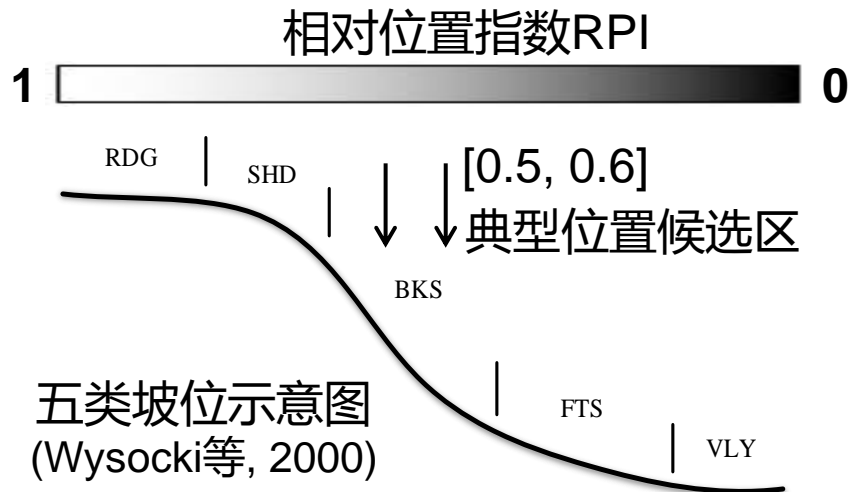 相对位置指数RPI
1 0
RDG
SHD
[0.5, 0.6]
典型位置候选区
BKS
五类坡位示意图
(Wysocki等, 2000)
FTS
VLY